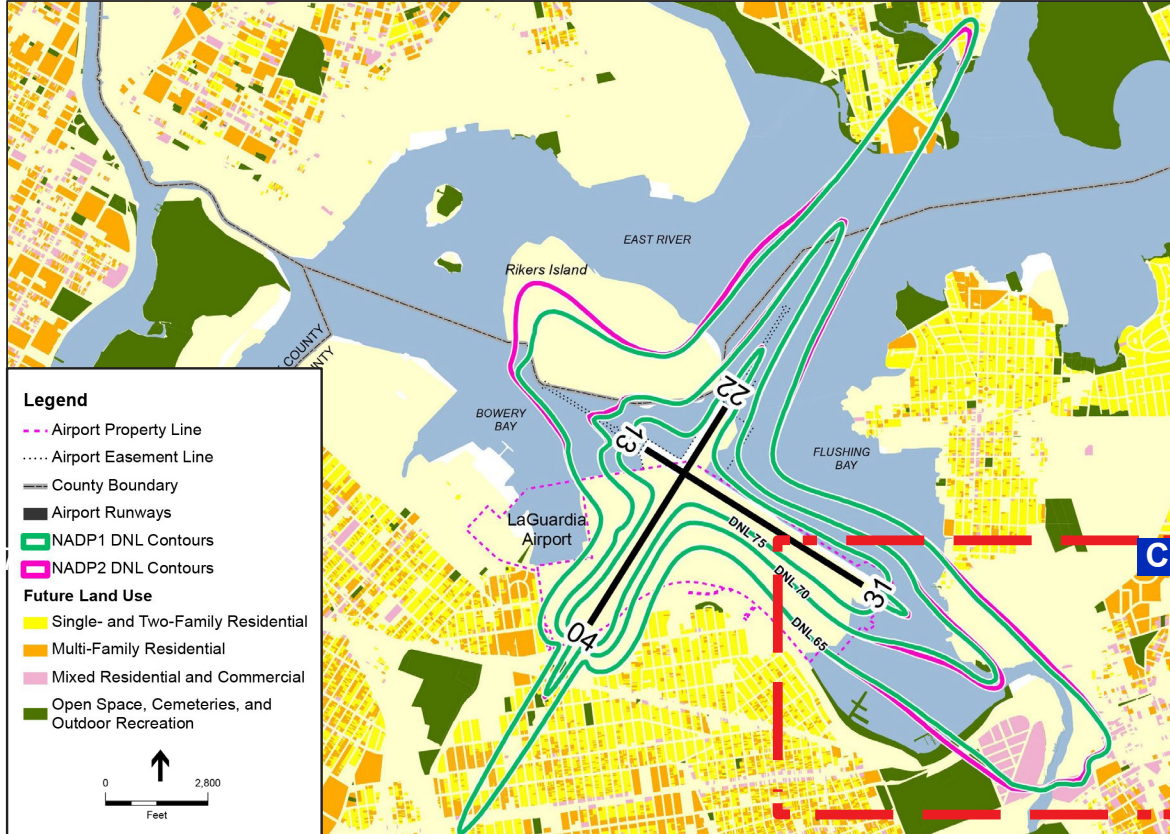 EAST RIVER
Rikers Island
COUNTY
NTY
BOWERY
BAY
22
13
FLUSHING
BAY
LaGuardia
Airport
DNL 75
DNL 70
DNL 65
31
04
C
Legend
Airport Property Line
Airport Easement Line
County Boundary
Airport Runways
NADP1 DNL Contours
NADP2 DNL Contours
Future Land Use
Single- and Two-Family Residential
Multi-Family Residential
Mixed Residential and Commercial
Open Space, Cemeteries, and
Outdoor Recreation
0 2,800
Feet